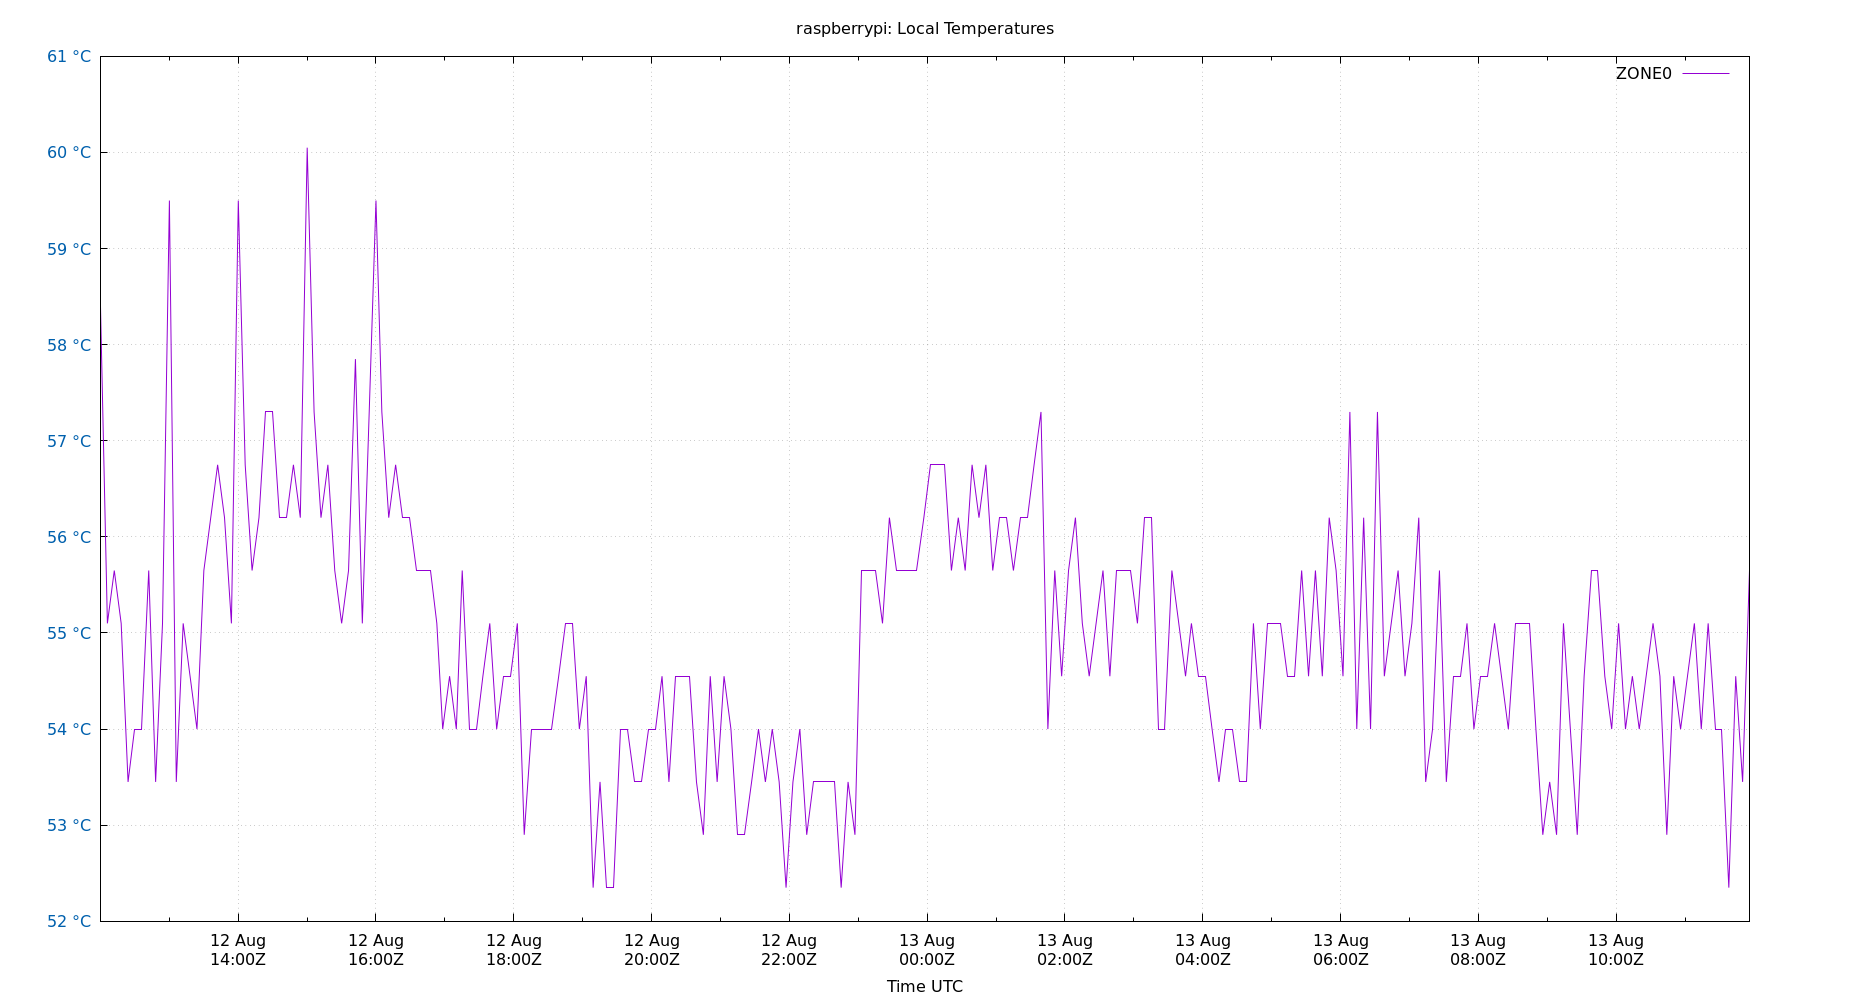 raspberrypi: Local Temperatures
61 °C
60 °C
59 °C
58 °C
57 °C
56 °C
55 °C
54 °C
53 °C
52 °C
ZONE0
12 Aug
14:00Z
12 Aug
16:00Z
12 Aug
18:00Z
12 Aug
20:00Z
12 Aug
22:00Z
13 Aug
00:00Z
13 Aug
02:00Z
13 Aug
04:00Z
13 Aug
06:00Z
13 Aug
08:00Z
13 Aug
10:00Z
Time UTC